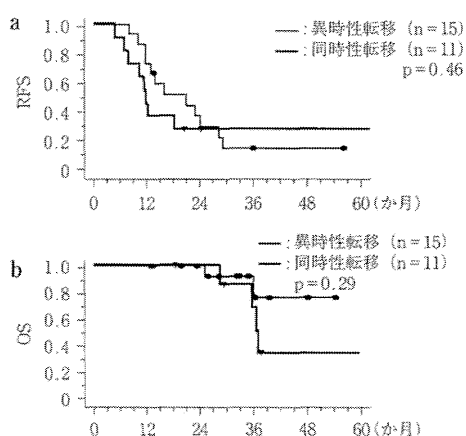 a
―: 異時性転移 (n=15)
―: 同時性転移 (n=11)
p=0.46
RFS
1.0
0.8
0.6
0.4
0.2
0
0 12 24 36 48 60(か月)
b
―: 異時性転移 (n=15)
―: 同時性転移 (n=11)
p=0.29
OS
1.0
0.8
0.6
0.4
0.2
0
0 12 24 36 48 60(か月)